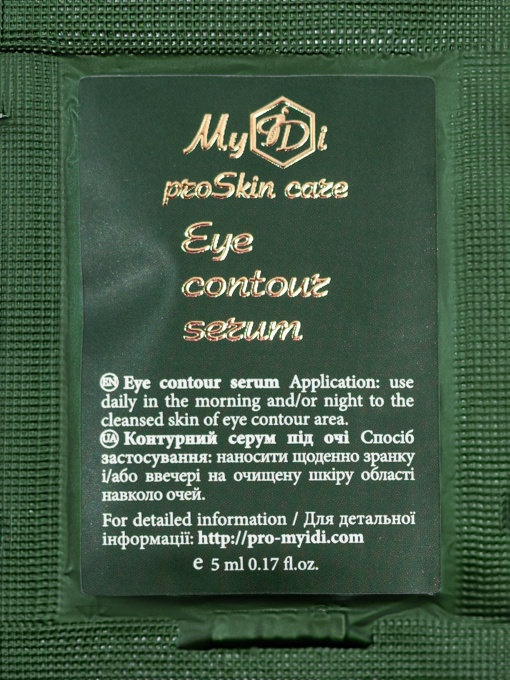 MyIDi
proSkin care
Eye
contour
serum
EN Eye contour serum Application: use
daily in the morning and/or night to the
cleansed skin of eye contour area.
UA Контурний серум під очі Спосіб
застосування: наносити щоденно зранку
і/або ввечері на очищену шкіру області
навколо очей.
For detailed information / Для детальної
інформації: http://pro-myidi.com
e 5 ml 0.17 fl.oz.